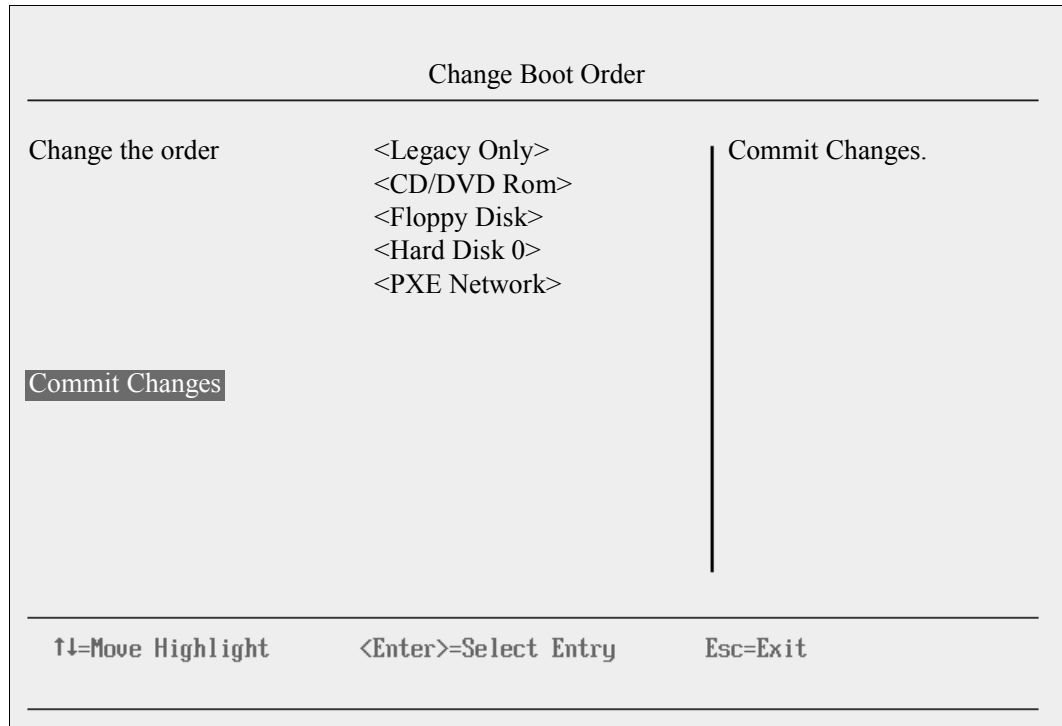 Change Boot Order
Change the order <Legacy Only> Commit Changes.
<CD/DVD Rom>
<Floppy Disk>
<Hard Disk 0>
<PXE Network>
Commit Changes
↑↓=Move Highlight <Enter>=Select Entry Esc=Exit